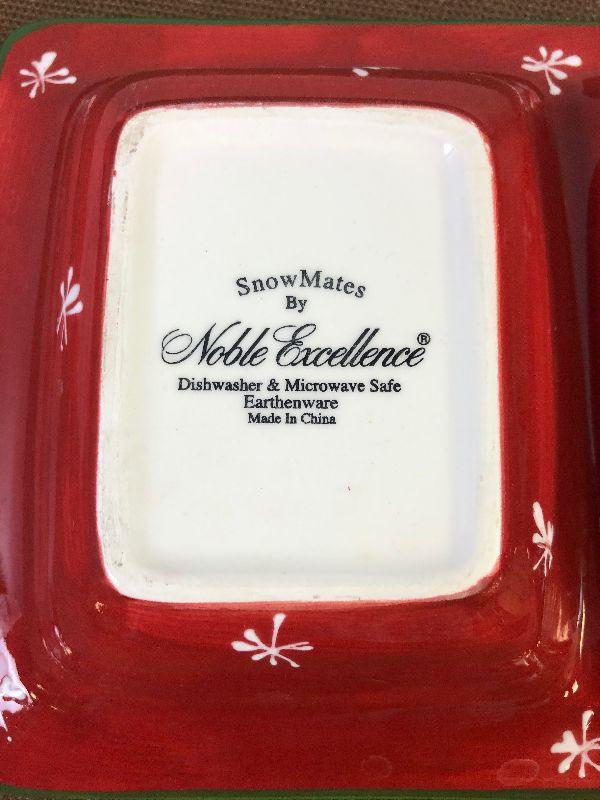 SnowMates
By
Noble Excellence®
Dishwasher & Microwave Safe
Earthenware
Made In China